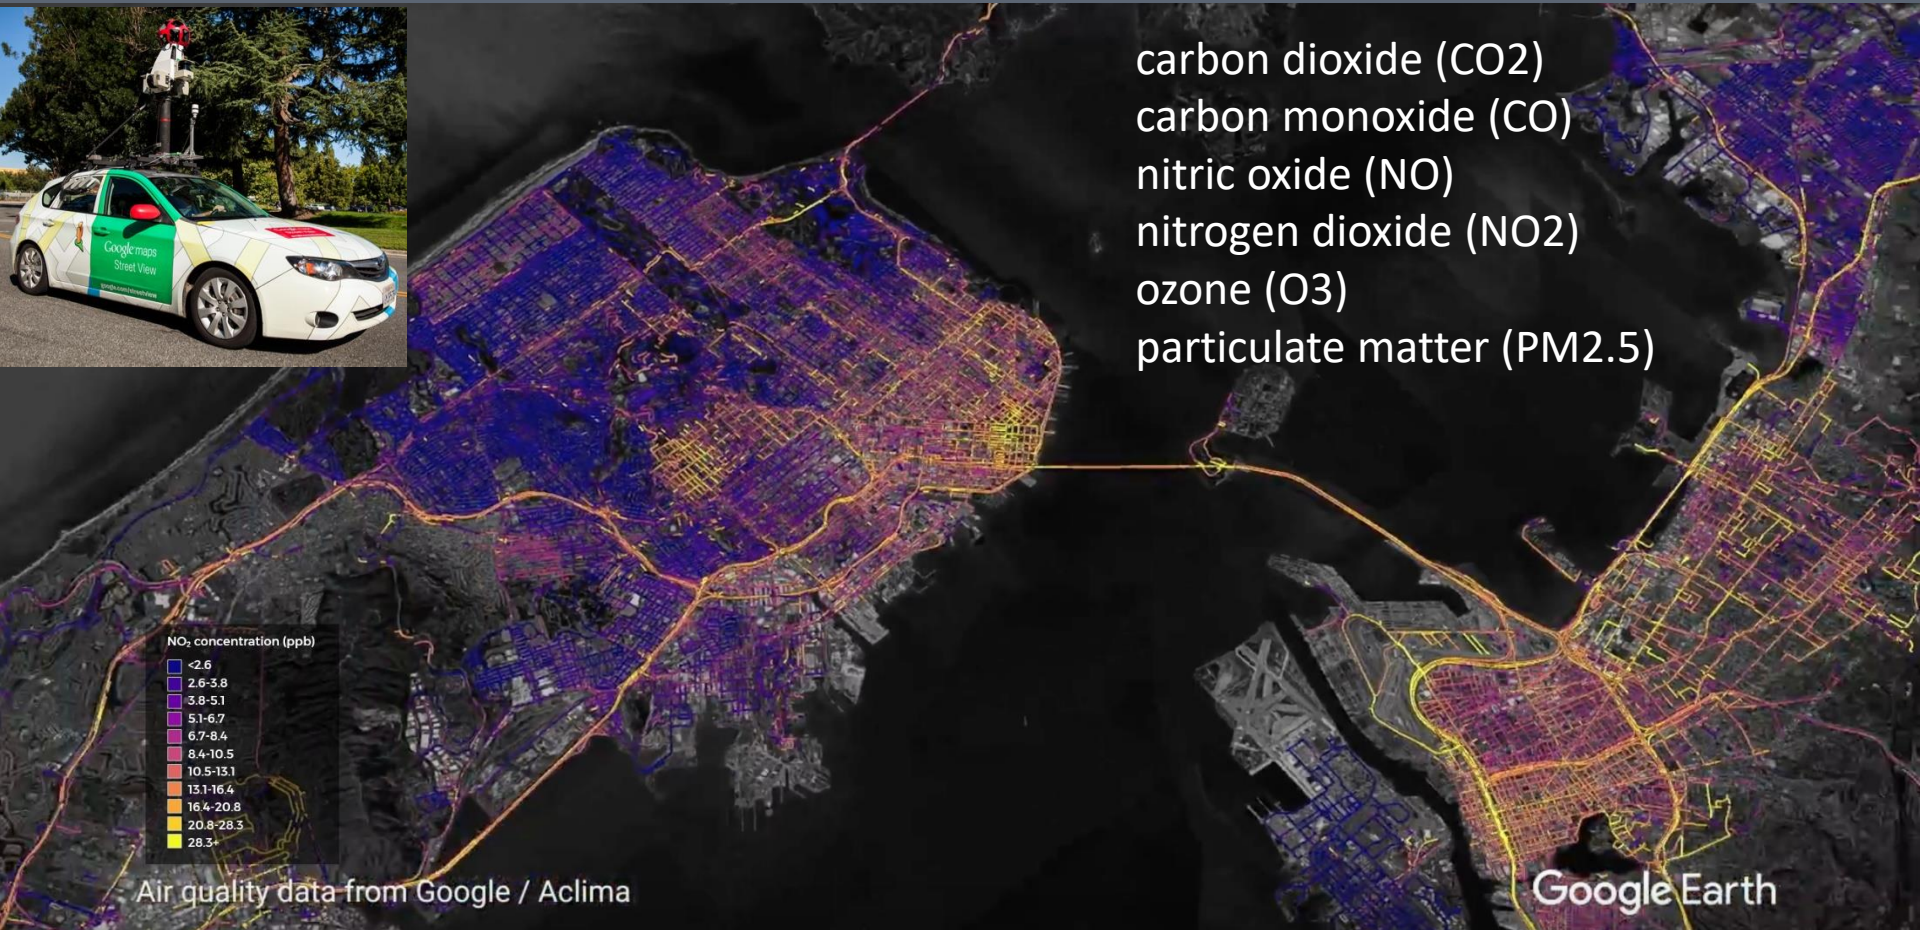 carbon dioxide (CO2)
carbon monoxide (CO)
nitric oxide (NO)
nitrogen dioxide (NO2)
ozone (O3)
particulate matter (PM2.5)
Google maps
Street View
google.com/streetview
NO₂ concentration (ppb)
<2.6
2.6-3.8
3.8-5.1
5.1-6.7
6.7-8.4
8.4-10.5
10.5-13.1
13.1-16.4
16.4-20.8
20.8-28.3
28.3+
Air quality data from Google / Aclima
Google Earth